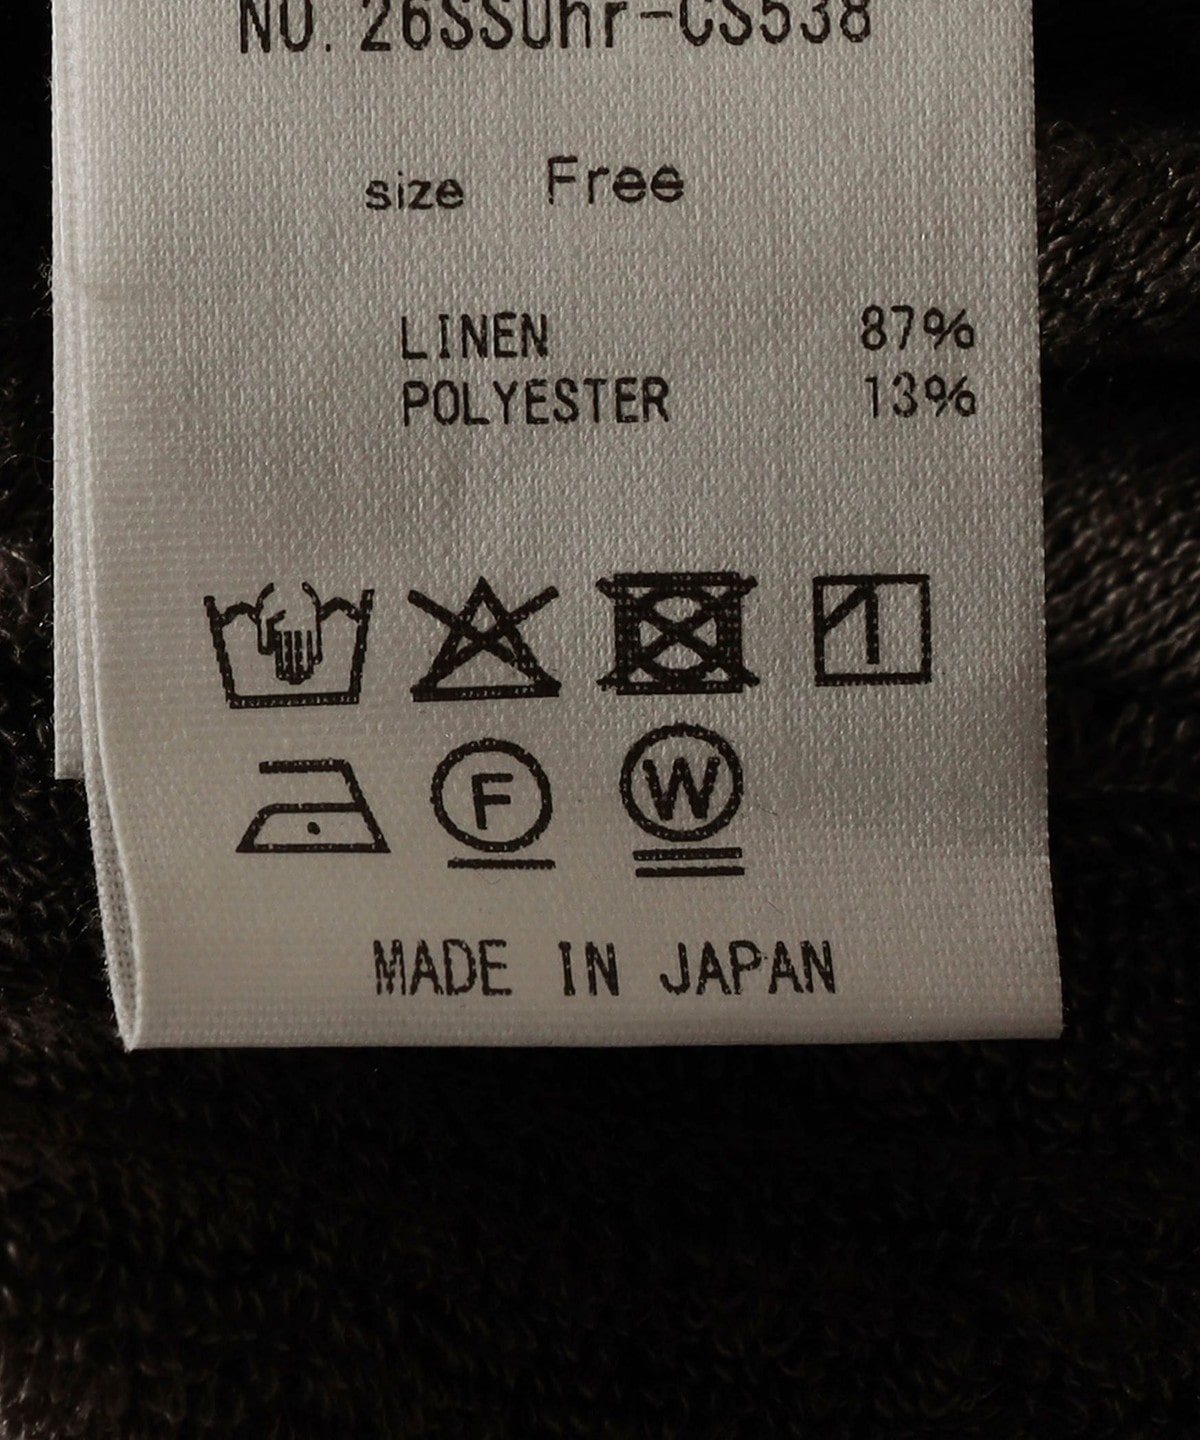 NO. 26SSUhr-CS538
size Free
LINEN 87%
POLYESTER 13%
F W
MADE IN JAPAN